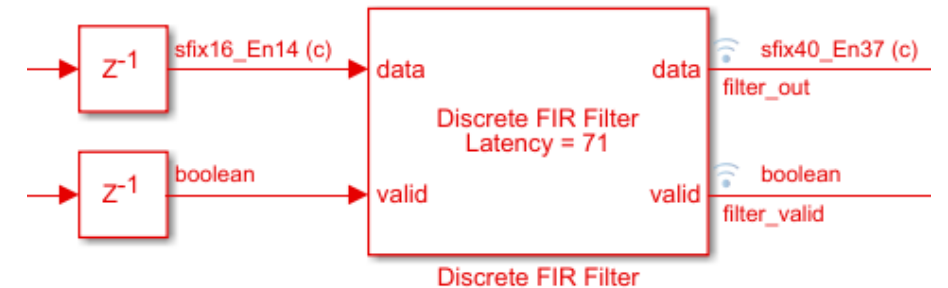 Z-1
sfix16_En14 (c)
data
data
sfix40_En37 (c)
filter_out
Discrete FIR Filter
Latency = 71
Z-1
boolean
valid
valid
boolean
filter_valid
Discrete FIR Filter